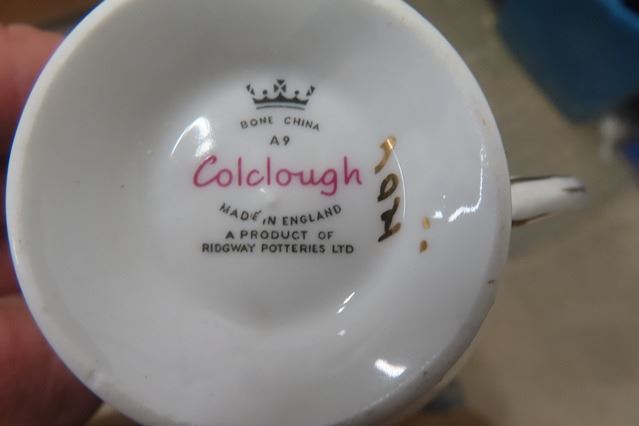 BONE CHINA
A9
Colclough
MADE IN ENGLAND
A PRODUCT OF
RIDGWAY POTTERIES LTD